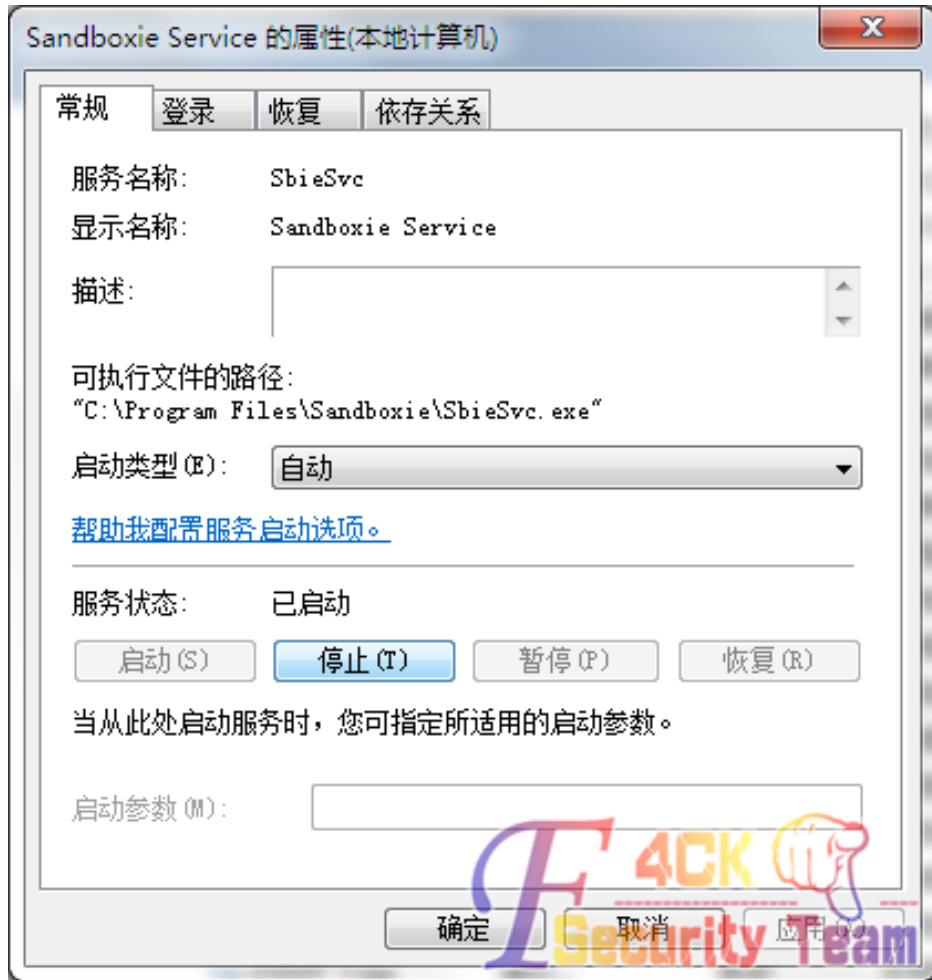 Sandboxie Service 的属性(本地计算机)
常规 登录 恢复 依存关系
服务名称: SbieSvc
显示名称: Sandboxie Service
描述:
可执行文件的路径:
"C:\Program Files\Sandboxie\SbieSvc.exe"
启动类型(E): 自动
帮助我配置服务启动选项。
服务状态: 已启动
启动(S) 停止(T) 暂停(P) 恢复(R)
当从此处启动服务时，您可指定所适用的启动参数。
启动参数(M):
F4CK
确定 取消 应用(A)
Security Team